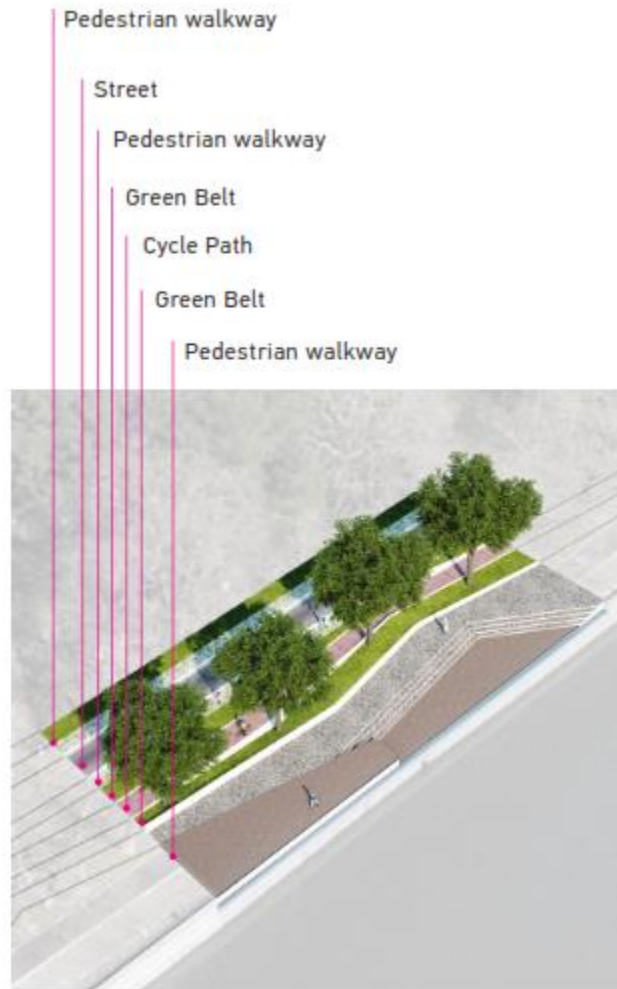 Pedestrian walkway
Street
Pedestrian walkway
Green Belt
Cycle Path
Green Belt
Pedestrian walkway